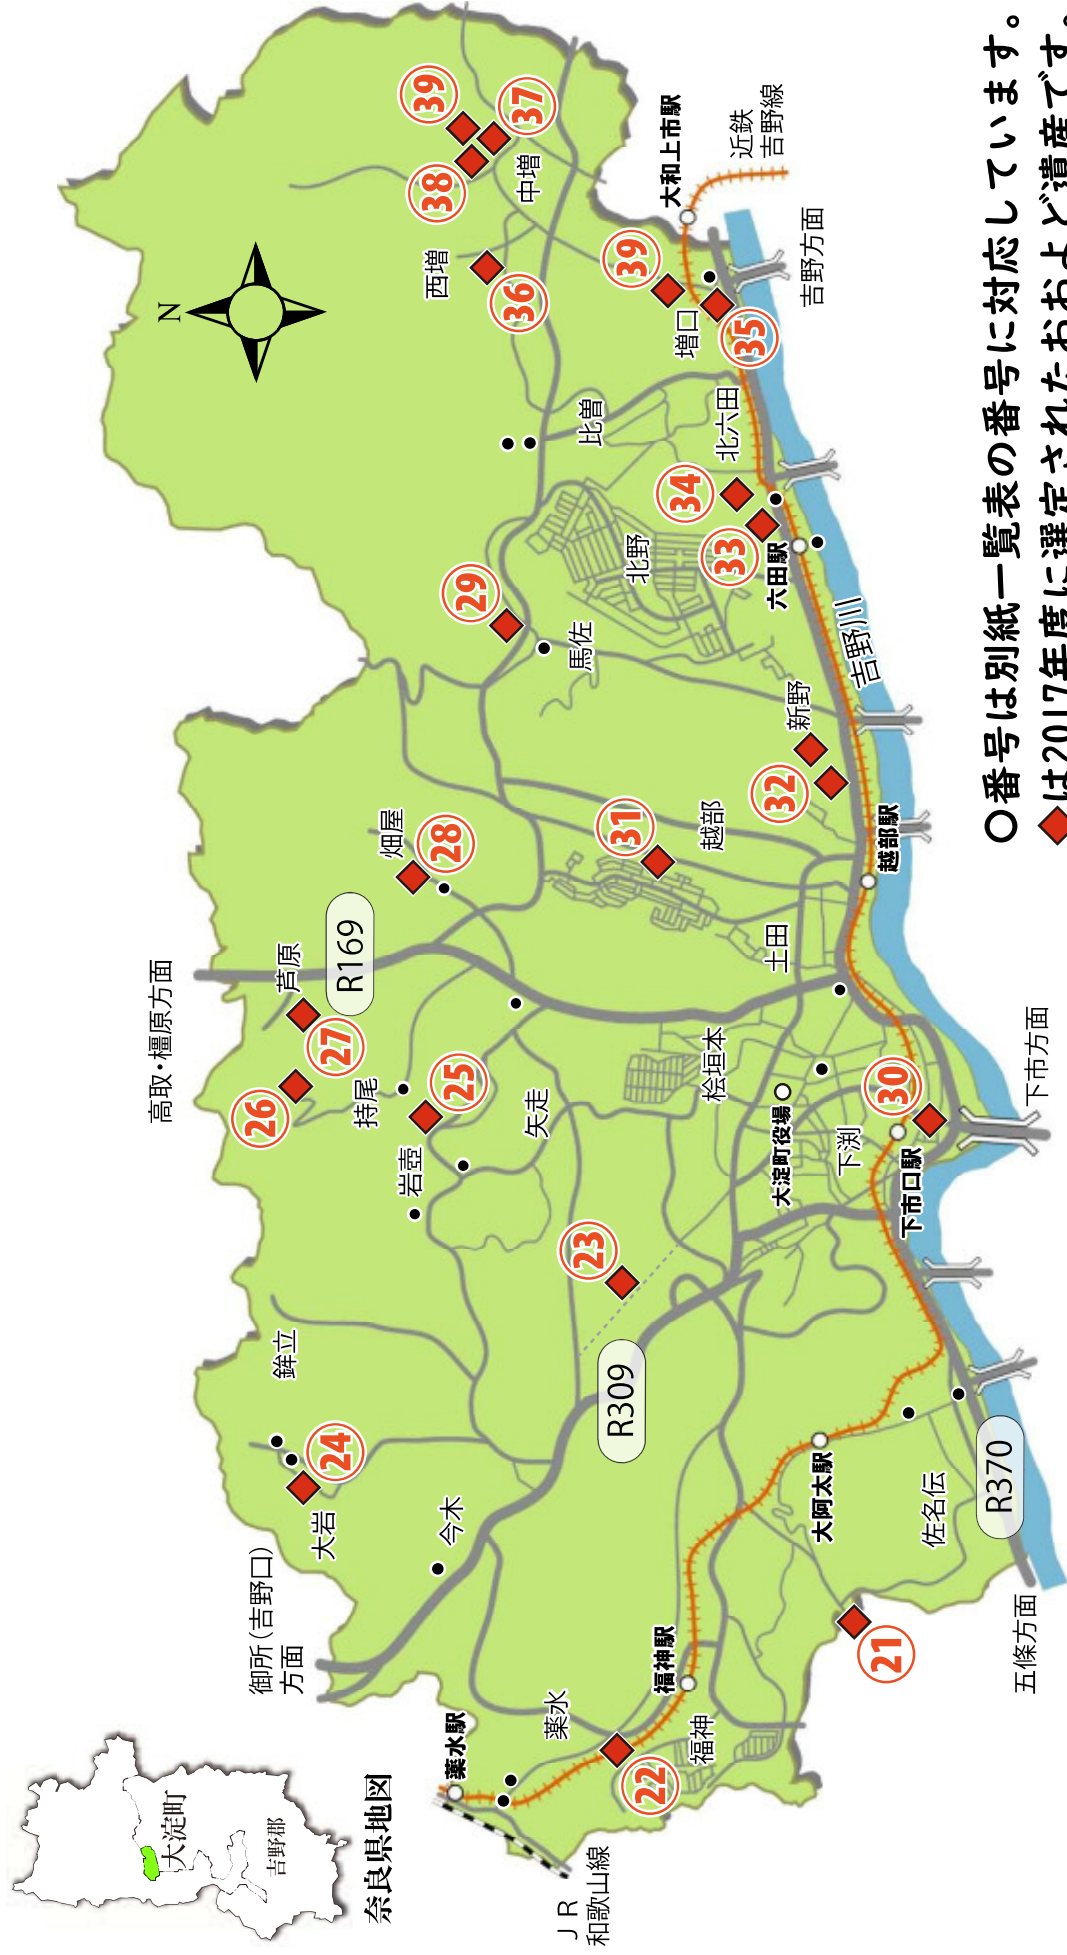 奈良県地図
大淀町
吉野郡
N
JR
和歌山線
薬水駅
薬水
22
福神
福神駅
御所（吉野口）
方面
今木
大岩
24
鉾立
21
五條方面
佐名伝
R370
大阿太駅
R309
23
岩壺
持尾
25
矢走
26
27
芦原
高取・橿原方面
R169
畑屋
28
桧垣本
大淀町役場
下渕
下市口駅
30
下市方面
土田
越部
31
越部駅
新野
32
吉野川
馬佐
29
北野
六田駅
33
34
北六田
比曽
増口
35
39
西増
36
中増
38
39
37
大和上市駅
近鉄
吉野線
吉野方面
○番号は別紙一覧表の番号に対応しています。
◆は2017年度に選定されたおおよど遺産です。